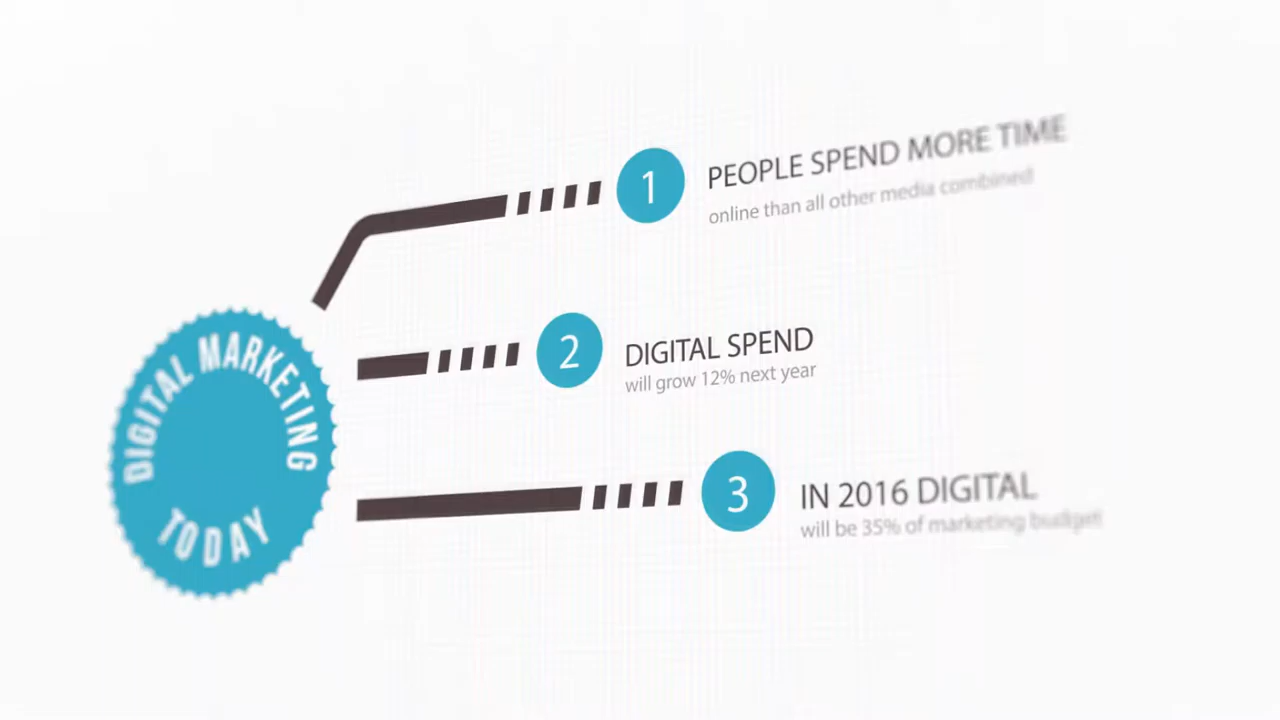 DIGITAL MARKETING
TODAY
1
PEOPLE SPEND MORE TIME
online than all other media combined
2
DIGITAL SPEND
will grow 12% next year
3
IN 2016 DIGITAL
will be 35% of marketing budget